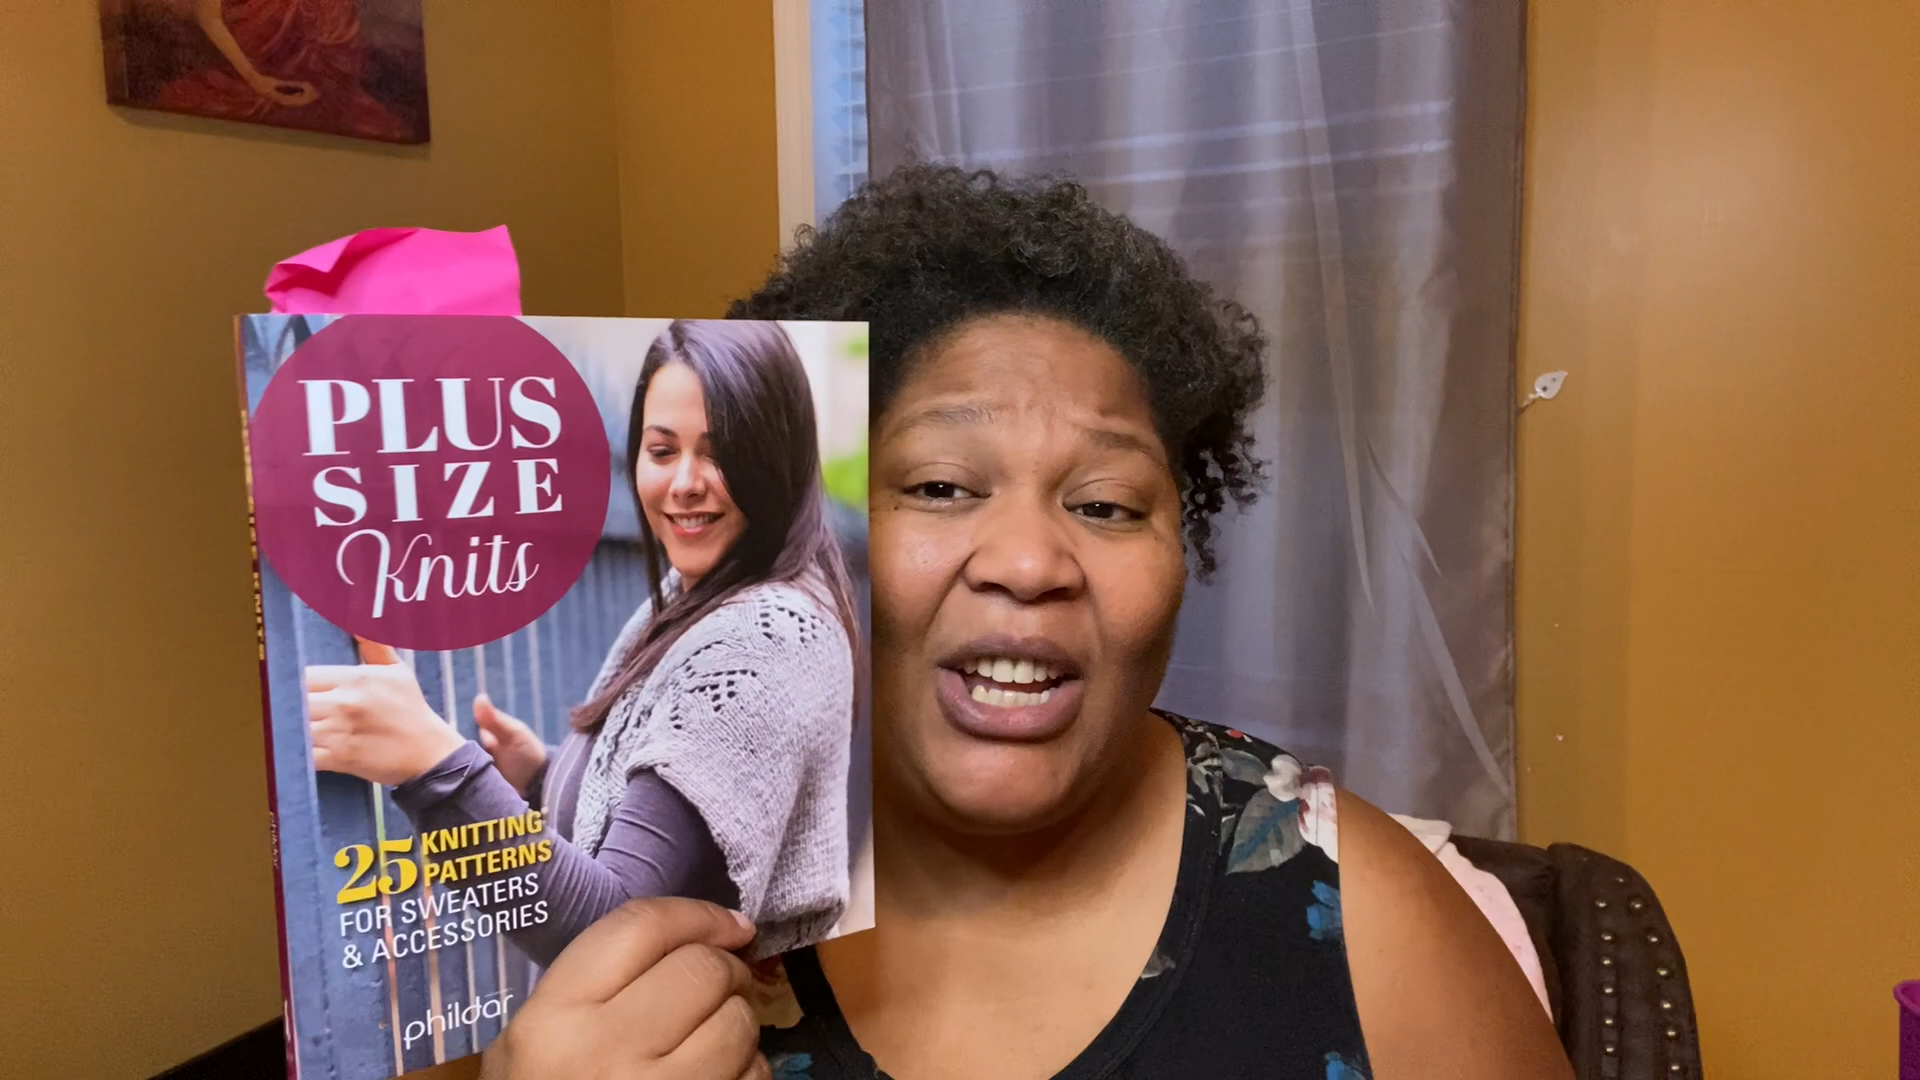 PLUS
SIZE
Knits
25 KNITTING
PATTERNS
FOR SWEATERS
& ACCESSORIES
phildar